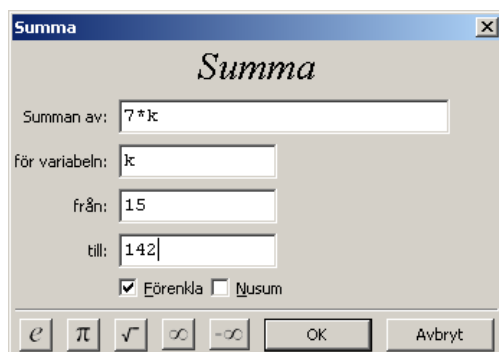 Summa
Summa
Summan av: 7*k
för variabeln: k
från: 15
till: 142
Förenkla Nusum
e π √ ∞ -∞ OK Avbryt